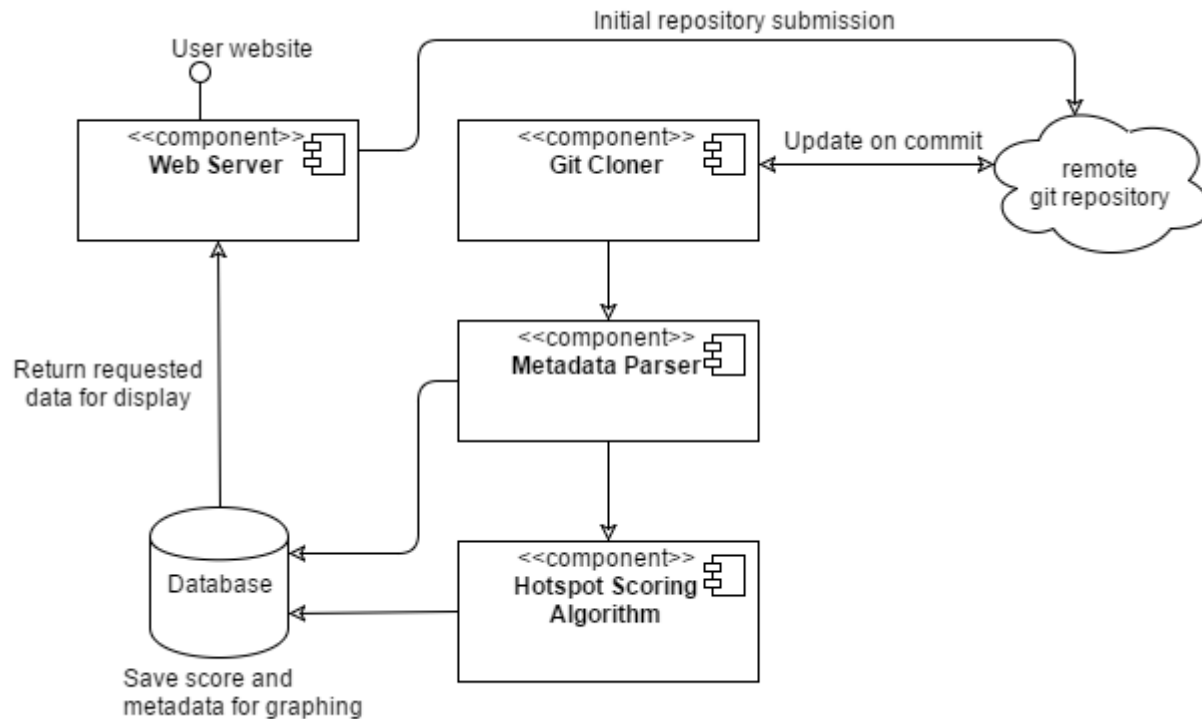 Initial repository submission
User website
<<component>>
Web Server
<<component>>
Git Cloner
Update on commit
remote
git repository
<<component>>
Metadata Parser
Return requested
data for display
<<component>>
Hotspot Scoring
Algorithm
Database
Save score and
metadata for graphing